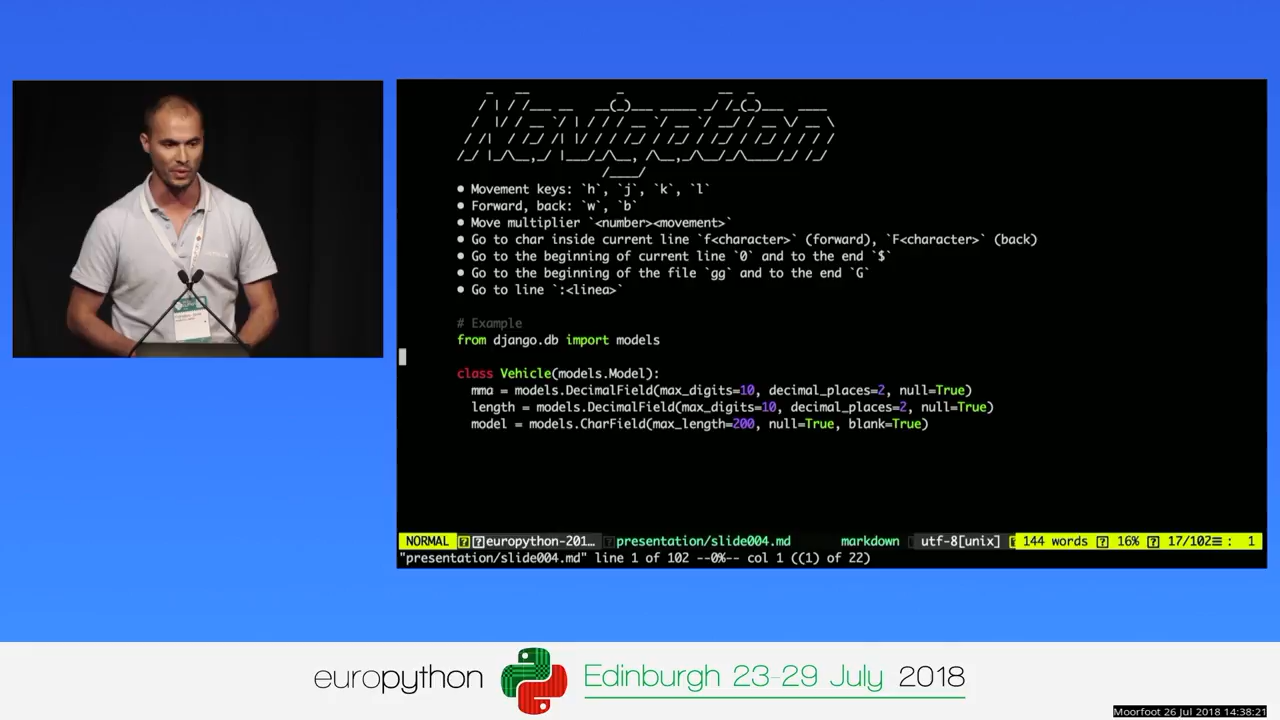 Navigation
● Movement keys: `h`, `j`, `k`, `l`
● Forward, back: `w`, `b`
● Move multiplier `<number><movement>`
● Go to char inside current line `f<character>` (forward), `F<character>` (back)
● Go to the beginning of current line `0` and to the end `$`
● Go to the beginning of the file `gg` and to the end `G`
● Go to line `:<linea>`
# Example
from django.db import models
class Vehicle(models.Model):
mma = models.DecimalField(max_digits=10, decimal_places=2, null=True)
length = models.DecimalField(max_digits=10, decimal_places=2, null=True)
model = models.CharField(max_length=200, null=True, blank=True)
NORMAL europython-201… presentation/slide004.md markdown utf-8[unix] 144 words 16% 17/102≡ : 1
"presentation/slide004.md" line 1 of 102 --0%-- col 1 ((1) of 22)
europython Edinburgh 23-29 July 2018
Moorfoot 26 Jul 2018 14:38:21